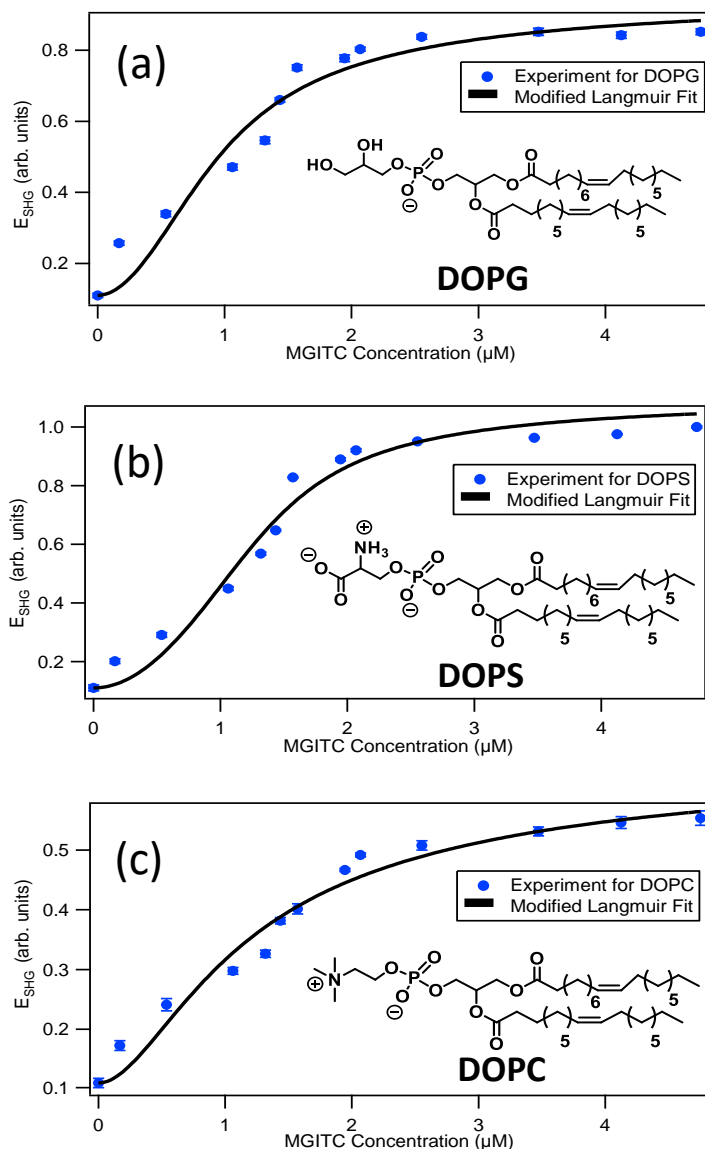 (a)
0.8
0.6
0.4
0.2
E_SHG (arb. units)
Experiment for DOPG
Modified Langmuir Fit
OH
HO
O
P
O
O
⊖
O
O
6
5
O
O
5
5
DOPG
0
1
2
3
4
MGITC Concentration (µM)
(b)
1.0
0.8
0.6
0.4
0.2
E_SHG (arb. units)
Experiment for DOPS
Modified Langmuir Fit
⊕
⊖
NH3
O
O
O
P
O
O
O
⊖
O
O
6
5
O
O
5
5
DOPS
0
1
2
3
4
MGITC Concentration (µM)
(c)
0.5
0.4
0.3
0.2
0.1
E_SHG (arb. units)
Experiment for DOPC
Modified Langmuir Fit
N
⊕
O
P
O
O
O
⊖
O
O
6
5
O
O
5
5
DOPC
0
1
2
3
4
MGITC Concentration (µM)